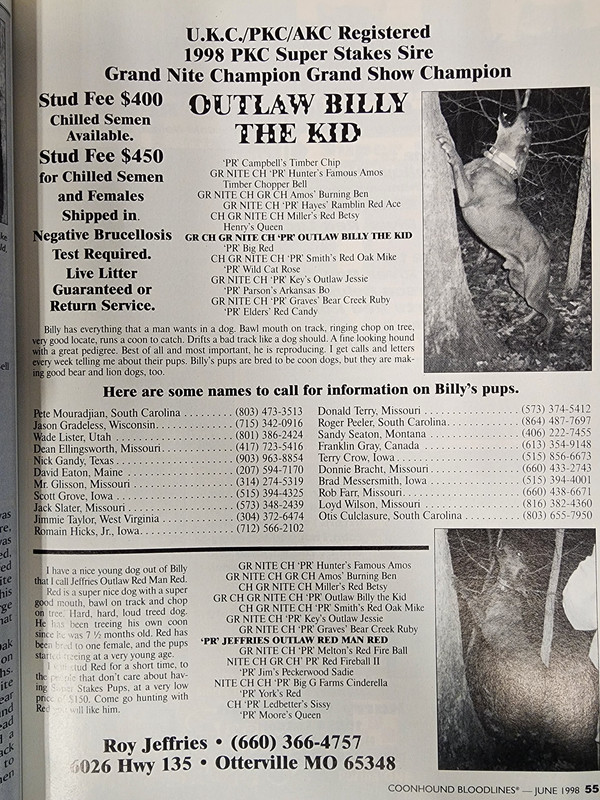 U.K.C./PKC/AKC Registered
1998 PKC Super Stakes Sire
Grand Nite Champion Grand Show Champion
Stud Fee $400
Chilled Semen
Available.
Stud Fee $450
for Chilled Semen
and Females
Shipped in.
Negative Brucellosis
Test Required.
Live Litter
Guaranteed or
Return Service.
OUTLAW BILLY
THE KID
'PR' Campbell's Timber Chip
GR NITE CH 'PR' Hunter's Famous Amos
Timber Chopper Bell
GR NITE CH GR CH Amos' Burning Ben
GR NITE CH 'PR' Hayes' Ramblin Red Ace
CH GR NITE CH Miller's Red Betsy
Henry's Queen
GR CH GR NITE CH 'PR' OUTLAW BILLY THE KID
'PR' Big Red
CH GR NITE CH 'PR' Smith's Red Oak Mike
'PR' Wild Cat Rose
GR NITE CH 'PR' Key's Outlaw Jessie
'PR' Parson's Arkansas Bo
GR NITE CH 'PR' Graves' Bear Creek Ruby
'PR' Elders' Red Candy
Billy has everything that a man wants in a dog. Bawl mouth on track, ringing chop on tree,
very good locate, runs a coon to catch. Drifts a bad track like a dog should. A fine looking hound
with a great pedigree. Best of all and most important, he is reproducing. I get calls and letters
every week telling me about their pups. Billy's pups are bred to be coon dogs, but they are mak-
ing good bear and lion dogs, too.
Here are some names to call for information on Billy's pups.
Pete Mouradjian, South Carolina . . . . . . . . . (803) 473-3513
Jason Gradeless, Wisconsin. . . . . . . . . . . . . (715) 342-0916
Wade Lister, Utah . . . . . . . . . . . . . . . . . . . (801) 386-2424
Dean Ellingsworth, Missouri. . . . . . . . . . . . (417) 723-5416
Nick Gandy, Texas . . . . . . . . . . . . . . . . . . (903) 963-8854
David Eaton, Maine . . . . . . . . . . . . . . . . . (207) 594-7170
Mr. Glisson, Missouri . . . . . . . . . . . . . . . . (314) 274-5319
Scott Grove, Iowa . . . . . . . . . . . . . . . . . . (515) 394-4325
Jack Slater, Missouri . . . . . . . . . . . . . . . . (573) 348-2439
Jimmie Taylor, West Virginia . . . . . . . . . . . (304) 372-6474
Romain Hicks, Jr., Iowa. . . . . . . . . . . . . . . (712) 566-2102
Donald Terry, Missouri . . . . . . . . . . . . . . . (573) 374-5412
Roger Peeler, South Carolina . . . . . . . . . . . (864) 487-7697
Sandy Seaton, Montana . . . . . . . . . . . . . . (406) 222-7455
Franklin Gray, Canada . . . . . . . . . . . . . . . (613) 354-9148
Terry Crow, Iowa . . . . . . . . . . . . . . . . . . . (515) 856-6673
Donnie Bracht, Missouri . . . . . . . . . . . . . . (660) 433-2743
Brad Messersmith, Iowa . . . . . . . . . . . . . . (515) 394-4001
Rob Farr, Missouri. . . . . . . . . . . . . . . . . . (660) 438-6671
Loyd Wilson, Missouri . . . . . . . . . . . . . . . (816) 382-4360
Otis Culclasure, South Carolina . . . . . . . . . (803) 655-7950
I have a nice young dog out of Billy
that I call Jeffries Outlaw Red Man Red.
Red is a super nice dog with a super
good mouth, bawl on track and chop
on tree. Hard, hard, loud treed dog.
He has been treeing his own coon
since he was 7 ½ months old. Red has
been bred to one female, and the pups
started treeing at a very young age.
I stud Red for a short time, to
the people that don't care about hav-
ing Stakes Pups, at a very low
price $150. Come go hunting with
Red will like him.
GR NITE CH 'PR' Hunter's Famous Amos
GR NITE CH GR CH Amos' Burning Ben
CH GR NITE CH Miller's Red Betsy
GR CH GR NITE CH 'PR' Outlaw Billy the Kid
CH GR NITE CH 'PR' Smith's Red Oak Mike
GR NITE CH 'PR' Key's Outlaw Jessie
GR NITE CH 'PR' Graves' Bear Creek Ruby
'PR' JEFFRIES OUTLAW RED MAN RED
GR NITE CH 'PR' Melton's Red Fire Ball
NITE CH GR CH' PR' Red Fireball II
'PR' Jim's Peckerwood Sadie
NITE CH CH 'PR' Big G Farms Cinderella
'PR' York's Red
CH 'PR' Ledbetter's Sissy
'PR' Moore's Queen
Roy Jeffries • (660) 366-4757
6026 Hwy 135 • Otterville MO 65348
COONHOUND BLOODLINES® — JUNE 1998 55